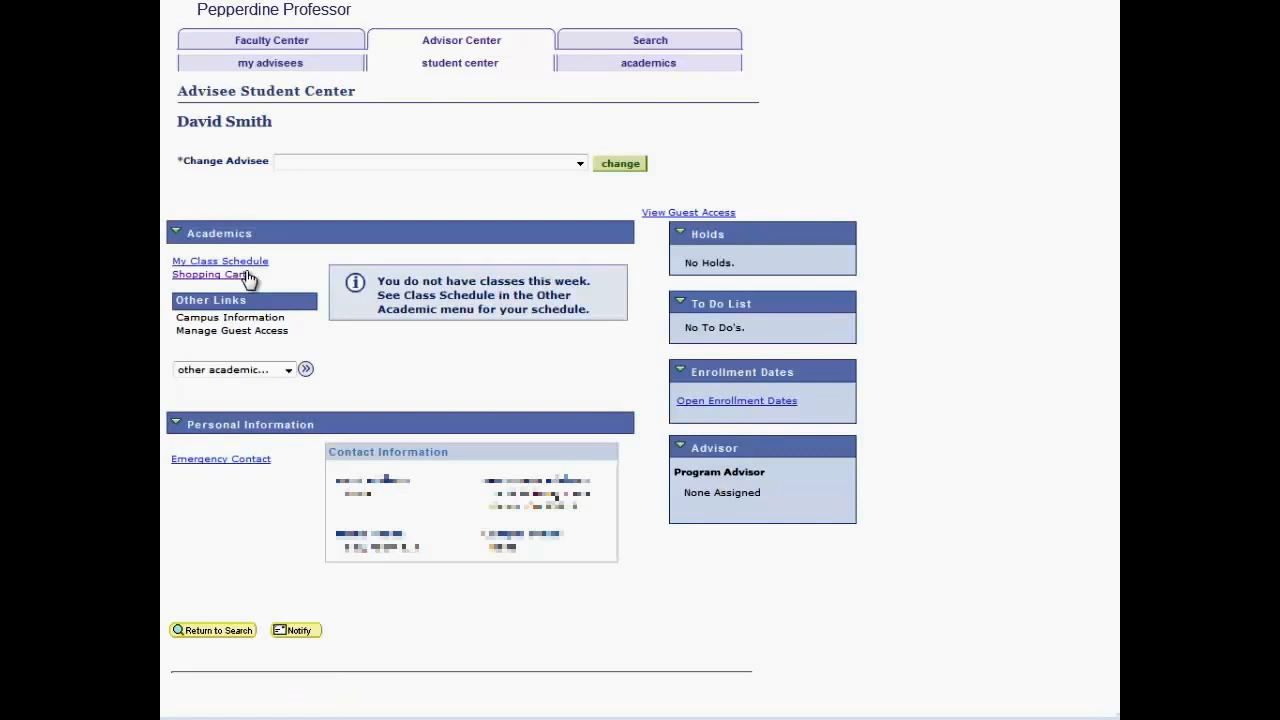 Pepperdine Professor
Faculty Center
Advisor Center
Search
my advisees
student center
academics
Advisee Student Center
David Smith
*Change Advisee
change
View Guest Access
Academics
My Class Schedule
Shopping Cart
Other Links
Campus Information
Manage Guest Access
other academic...
You do not have classes this week.
See Class Schedule in the Other
Academic menu for your schedule.
Holds
No Holds.
To Do List
No To Do's.
Enrollment Dates
Open Enrollment Dates
Personal Information
Emergency Contact
Contact Information
Advisor
Program Advisor
None Assigned
Return to Search
Notify